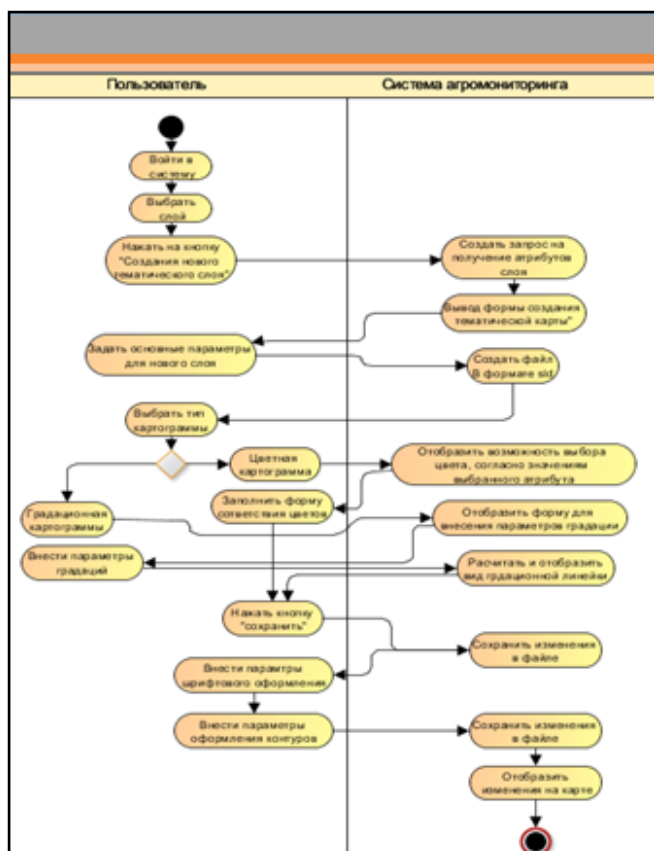 Пользователь
Система агромониторинга
Войти в
систему
Выбрать
слой
Нажать на кнопку
"Создания нового
тематического слоя"
Создать запрос на
получение атрибутов
слоя
Вывод формы создания
тематической карты"
Задать основные параметры
для нового слоя
Создать файл
В формате sld
Выбрать тип
картограммы
Цветная
картограмма
Отобразить возможность выбора
цвета, согласно значениям
выбранного атрибута
Заполнить форму
сответствия цветов
Градационная
картограммы
Отобразить форму для
внесения параметров градации
Внести параметры
градаций
Расчитать и отобразить
вид грдационной линейки
Нажать кнопку
"сохранить"
Сохранить изменения
в файле
Внести парамтры
шрифтового оформления
Внести параметры
оформления контуров
Сохранить изменения
в файле
Отобразить
изменения на карте